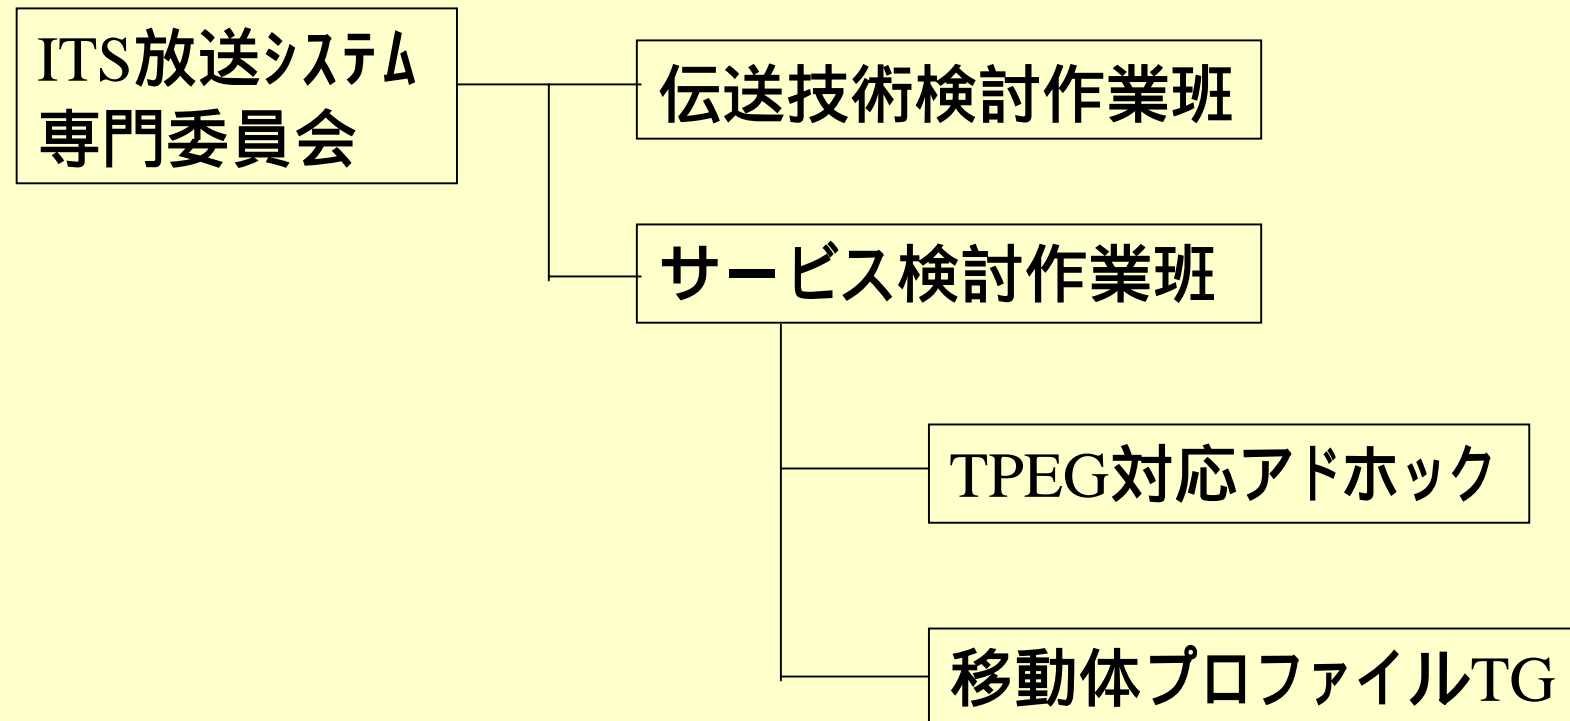 ITS放送システム
専門委員会
伝送技術検討作業班
サービス検討作業班
TPEG対応アドホック
移動体プロファイルTG